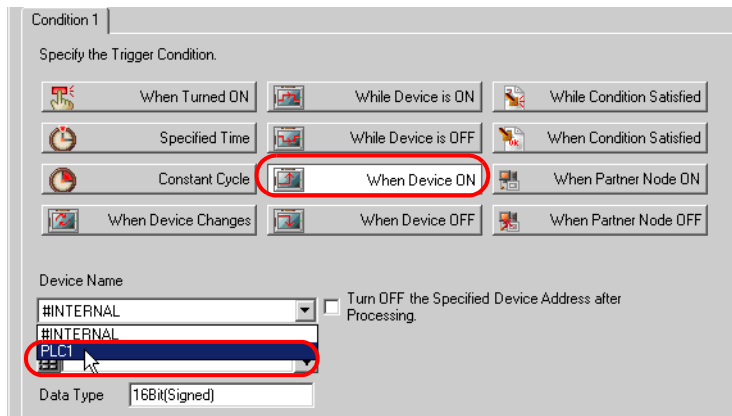 Condition 1
Specify the Trigger Condition.
When Turned ON
While Device is ON
While Condition Satisfied
Specified Time
While Device is OFF
When Condition Satisfied
Constant Cycle
When Device ON
When Partner Node ON
When Device Changes
When Device OFF
When Partner Node OFF
Device Name
#INTERNAL
Turn OFF the Specified Device Address after
Processing.
#INTERNAL
PLC1
Data Type
16Bit(Signed)